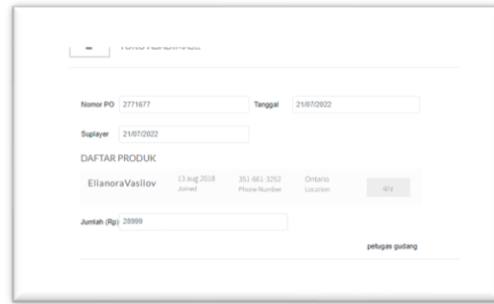 Nomor PO 2771677 Tanggal 21/07/2022
Suplayer 21/07/2022
DAFTAR PRODUK
EllanoraVasilov 13 aug 2018 351 661 3252 Ontario
Joined Phone Number Location
Jumlah (Rp) 28999
petugas gudang